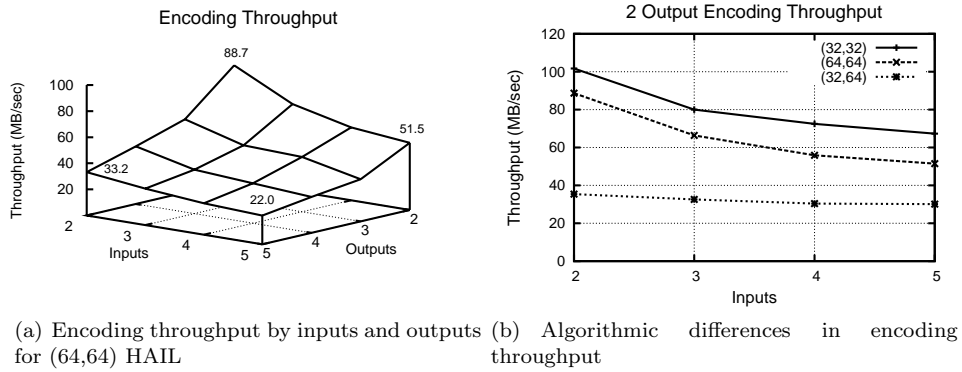 Encoding Throughput
88.7
100
80
60
40
20
Throughput (MB/sec)
33.2
51.5
22.0
2
3
4
5
Inputs
5
4
3
2
Outputs
2 Output Encoding Throughput
120
100
80
60
40
20
0
Throughput (MB/sec)
(32,32)
(64,64)
(32,64)
2
3
4
5
Inputs
(a) Encoding throughput by inputs and outputs
for (64,64) HAIL
(b) Algorithmic differences in encoding
throughput